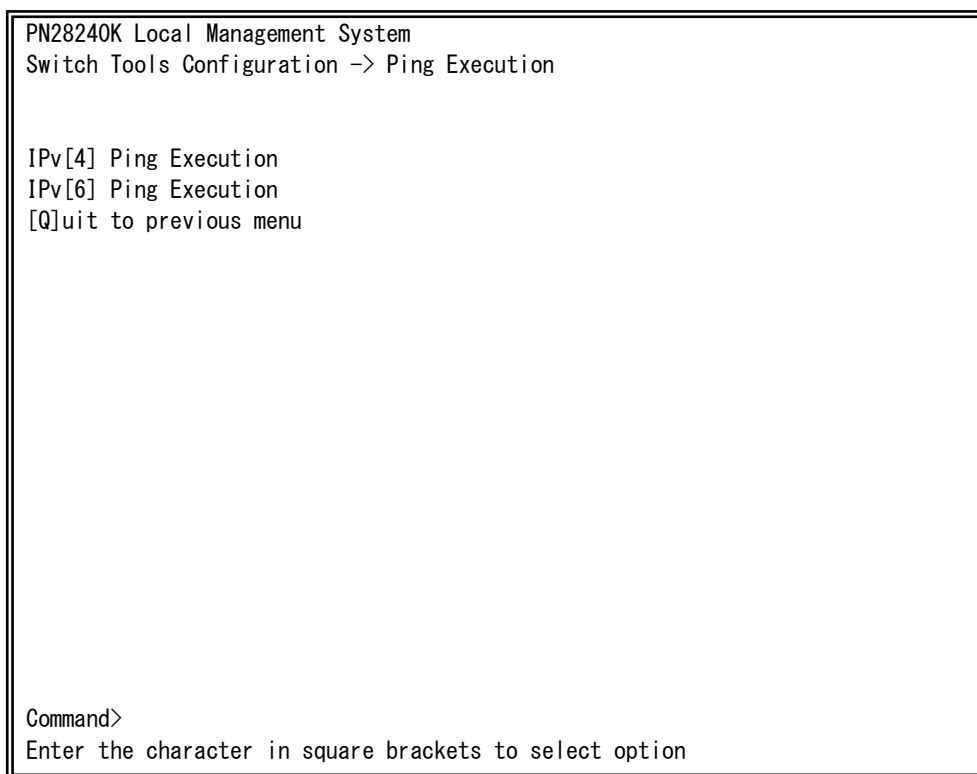 PN28240K Local Management System
Switch Tools Configuration -> Ping Execution
IPv[4] Ping Execution
IPv[6] Ping Execution
[Q]uit to previous menu
Command>
Enter the character in square brackets to select option